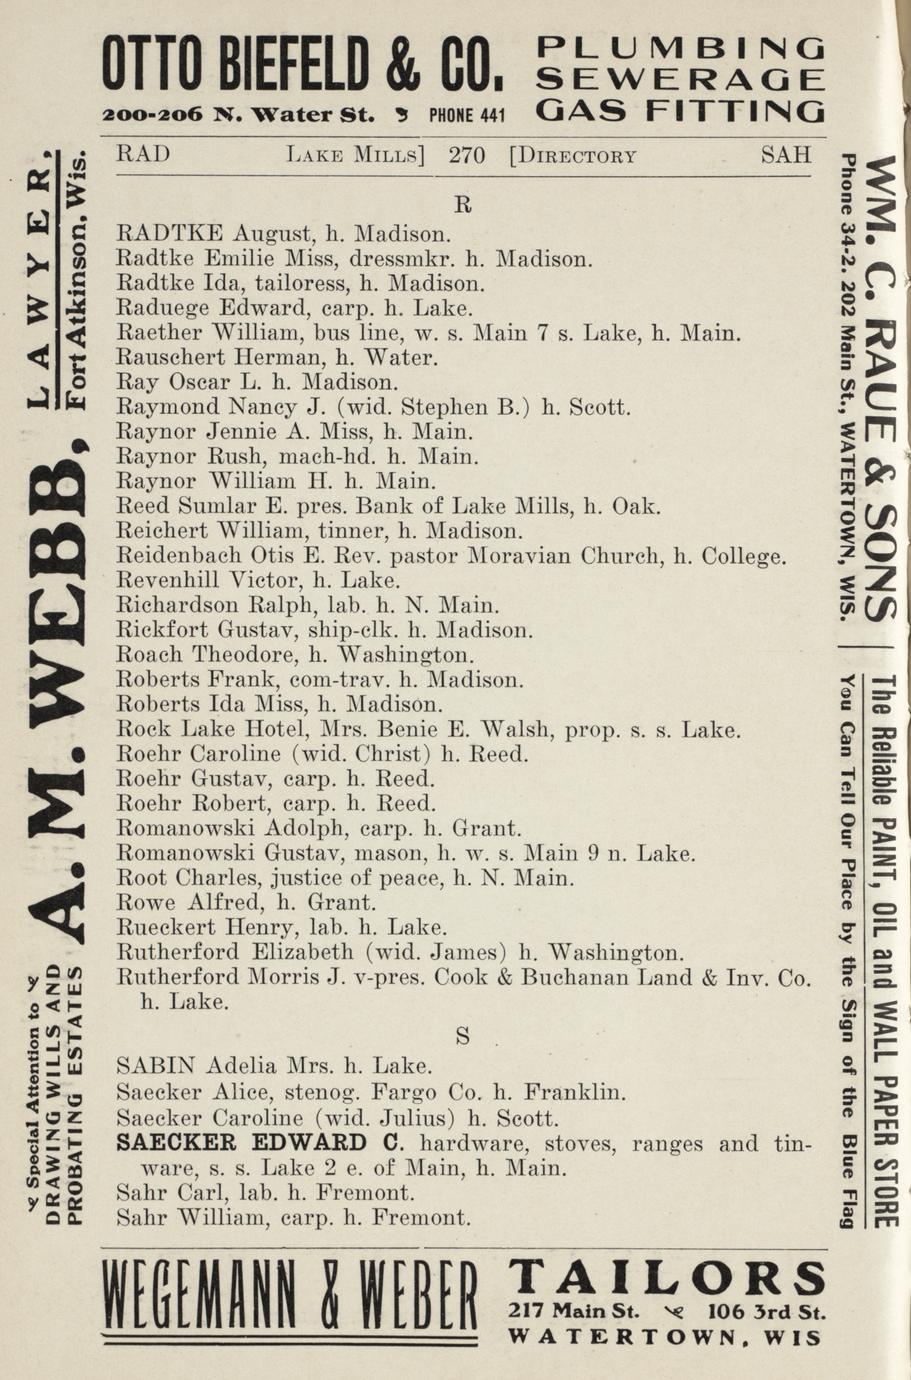 OTTO BIEFELD & CO.
200-206 N. Water St. PHONE 441
PLUMBING
SEWERAGE
GAS FITTING
RAD LAKE MILLS] 270 [DIRECTORY SAH
R
RADTKE August, h. Madison.
Radtke Emilie Miss, dressmkr. h. Madison.
Radtke Ida, tailoress, h. Madison.
Raduege Edward, carp. h. Lake.
Raether William, bus line, w. s. Main 7 s. Lake, h. Main.
Rauschert Herman, h. Water.
Ray Oscar L. h. Madison.
Raymond Nancy J. (wid. Stephen B.) h. Scott.
Raynor Jennie A. Miss, h. Main.
Raynor Rush, mach-hd. h. Main.
Raynor William H. h. Main.
Reed Sumlar E. pres. Bank of Lake Mills, h. Oak.
Reichert William, tinner, h. Madison.
Reidenbach Otis E. Rev. pastor Moravian Church, h. College.
Revenhill Victor, h. Lake.
Richardson Ralph, lab. h. N. Main.
Rickfort Gustav, ship-clk. h. Madison.
Roach Theodore, h. Washington.
Roberts Frank, com-trav. h. Madison.
Roberts Ida Miss, h. Madison.
Rock Lake Hotel, Mrs. Benie E. Walsh, prop. s. s. Lake.
Roehr Caroline (wid. Christ) h. Reed.
Roehr Gustav, carp. h. Reed.
Roehr Robert, carp. h. Reed.
Romanowski Adolph, carp. h. Grant.
Romanowski Gustav, mason, h. w. s. Main 9 n. Lake.
Root Charles, justice of peace, h. N. Main.
Rowe Alfred, h. Grant.
Rueckert Henry, lab. h. Lake.
Rutherford Elizabeth (wid. James) h. Washington.
Rutherford Morris J. v-pres. Cook & Buchanan Land & Inv. Co.
h. Lake.
S
SABIN Adelia Mrs. h. Lake.
Saecker Alice, stenog. Fargo Co. h. Franklin.
Saecker Caroline (wid. Julius) h. Scott.
SAECKER EDWARD C. hardware, stoves, ranges and tin-
ware, s. s. Lake 2 e. of Main, h. Main.
Sahr Carl, lab. h. Fremont.
Sahr William, carp. h. Fremont.
WEGEMANN & WEBER
TAILORS
217 Main St. 106 3rd St.
WATERTOWN, WIS
Special Attention to
DRAWING WILLS AND
PROBATING ESTATES
A. M. WEBB,
LAWYER,
Fort Atkinson, Wis.
WM. C. RAUE & SONS
Phone 34-2. 202 Main St., WATERTOWN, WIS.
The Reliable PAINT, OIL and WALL PAPER STORE
You Can Tell Our Place by the Sign of the Blue Flag